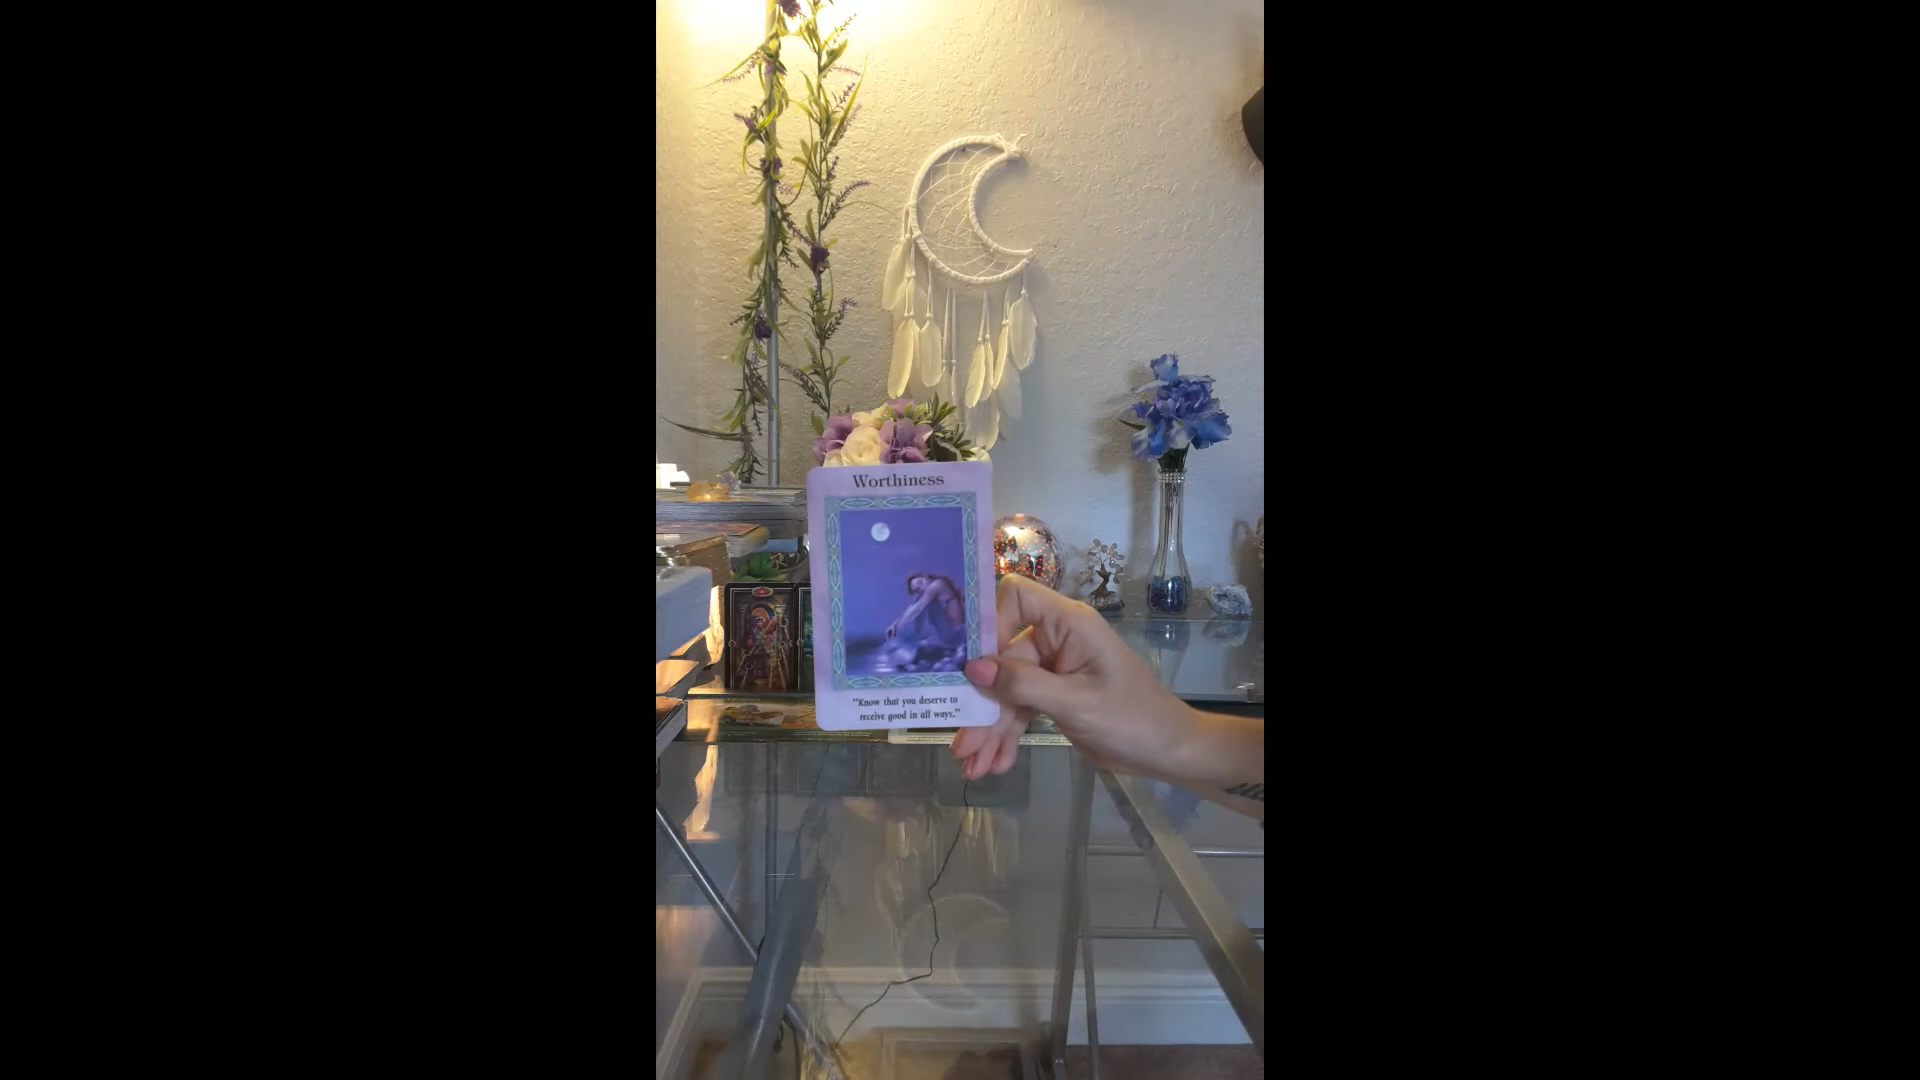 Worthiness
"Know that you deserve to
receive good in all ways."